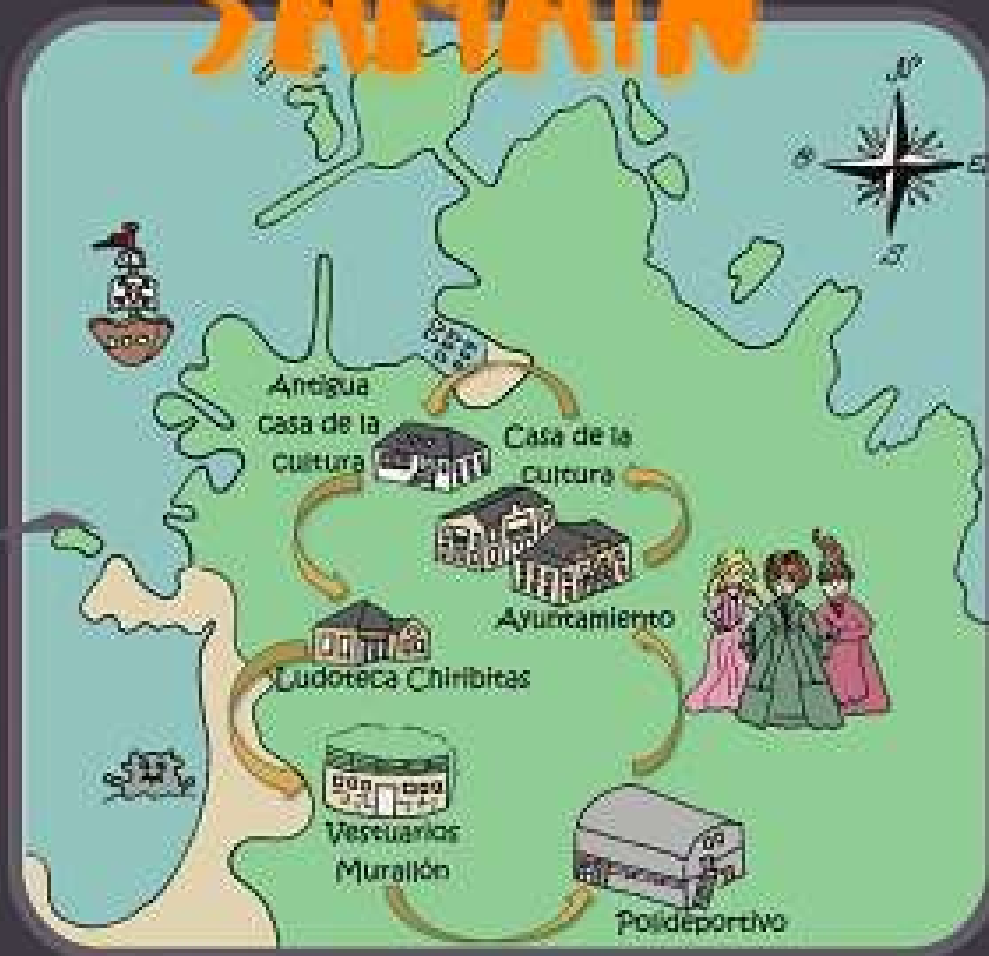 SAMAIN
N
O
E
S
Antigua
casa de la
cultura
Casa de la
cultura
Ayuntamiento
Ludoteca Chiribitas
Vestuarios
Murallón
Polideportivo